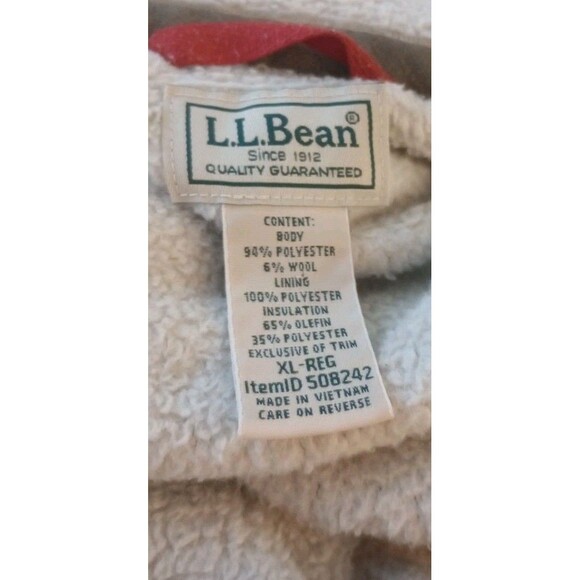 L.L.Bean®
Since 1912
QUALITY GUARANTEED
CONTENT:
BODY
94% POLYESTER
6% WOOL
LINING
100% POLYESTER
INSULATION
65% OLEFIN
35% POLYESTER
EXCLUSIVE OF TRIM
XL-REG
ItemID 508242
MADE IN VIETNAM
CARE ON REVERSE